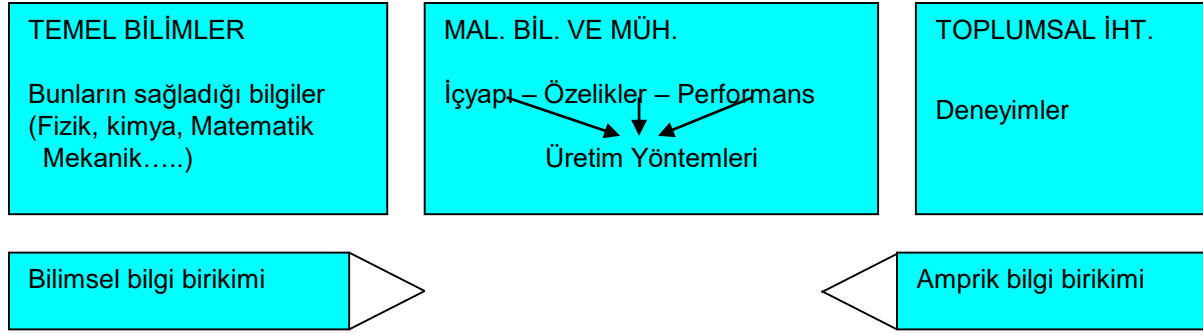 TEMEL BİLİMLER
Bunların sağladığı bilgiler
(Fizik, kimya, Matematik
Mekanik…..)
MAL. BİL. VE MÜH.
İçyapı – Özelikler – Performans
Üretim Yöntemleri
TOPLUMSAL İHT.
Deneyimler
Bilimsel bilgi birikimi
Amprik bilgi birikimi